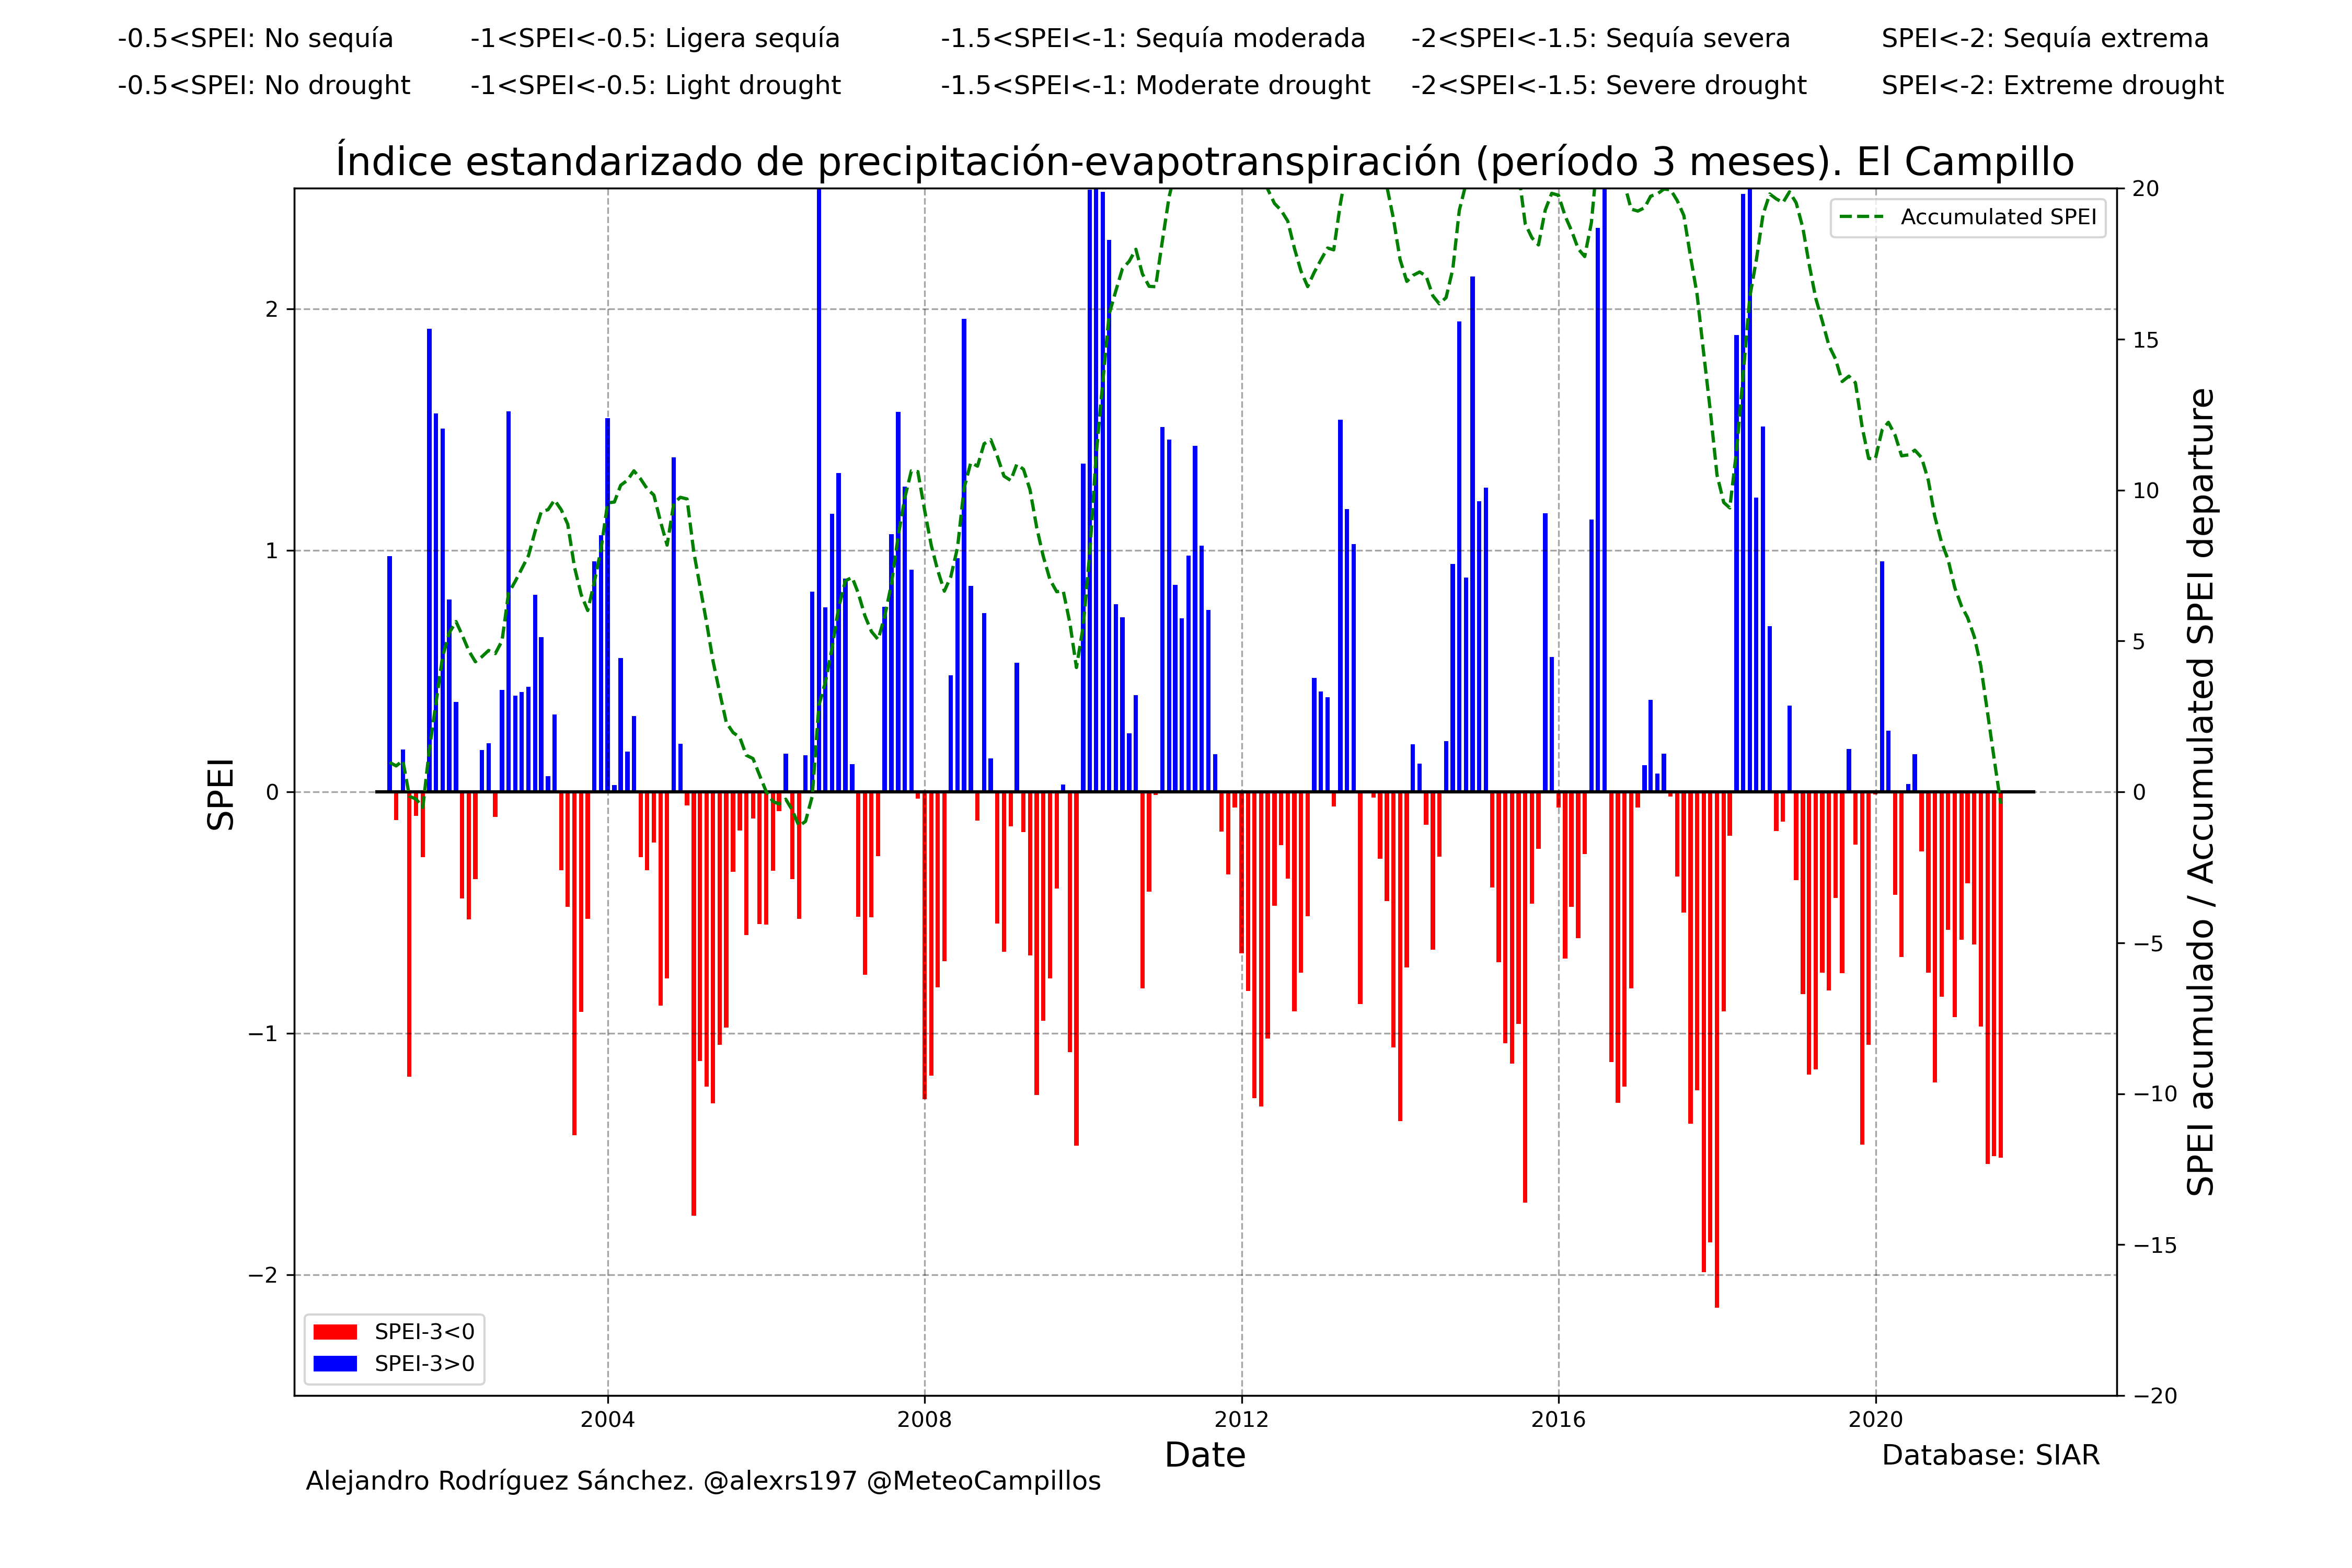 -0.5<SPEI: No sequía -1<SPEI<-0.5: Ligera sequía -1.5<SPEI<-1: Sequía moderada -2<SPEI<-1.5: Sequía severa SPEI<-2: Sequía extrema
-0.5<SPEI: No drought -1<SPEI<-0.5: Light drought -1.5<SPEI<-1: Moderate drought -2<SPEI<-1.5: Severe drought SPEI<-2: Extreme drought
Índice estandarizado de precipitación-evapotranspiración (período 3 meses). El Campillo
Accumulated SPEI
SPEI
2
1
0
−1
−2
20
15
10
5
0
−5
−10
−15
−20
SPEI acumulado / Accumulated SPEI departure
SPEI-3<0
SPEI-3>0
2004 2008 2012 2016 2020
Date
Database: SIAR
Alejandro Rodríguez Sánchez. @alexrs197 @MeteoCampillos